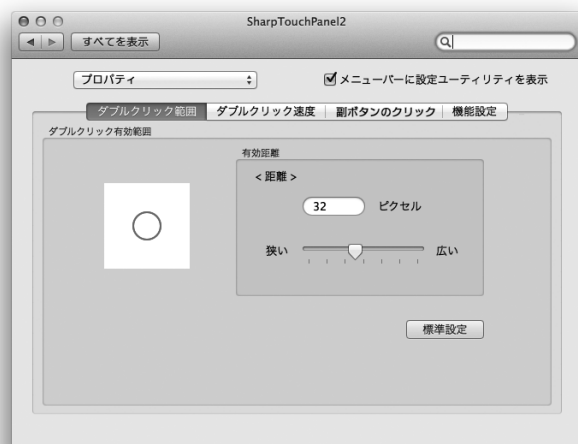 SharpTouchPanel2
すべてを表示
プロパティ
メニューバーに設定ユーティリティを表示
ダブルクリック範囲 ダブルクリック速度 副ボタンのクリック 機能設定
ダブルクリック有効範囲
有効距離
<距離>
32 ピクセル
狭い 広い
標準設定